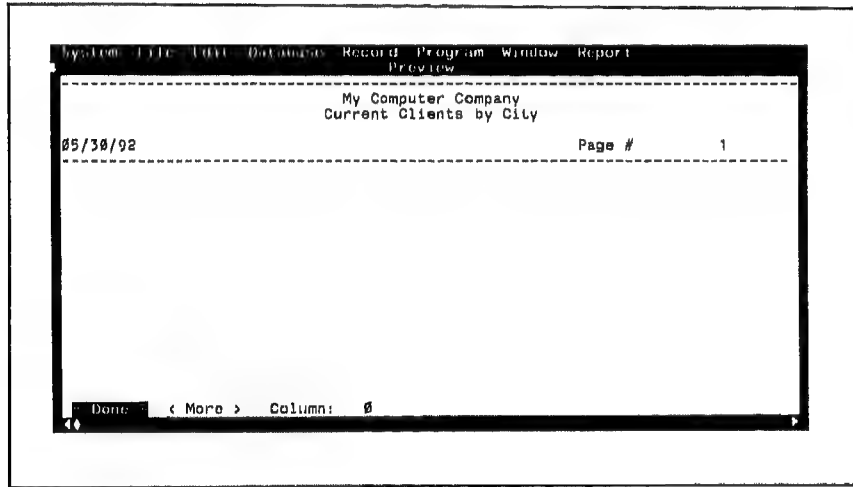 System File Edit Database Record Program Window Report
Preview
My Computer Company
Current Clients by City
05/30/92 Page # 1
Done < More > Column: 0